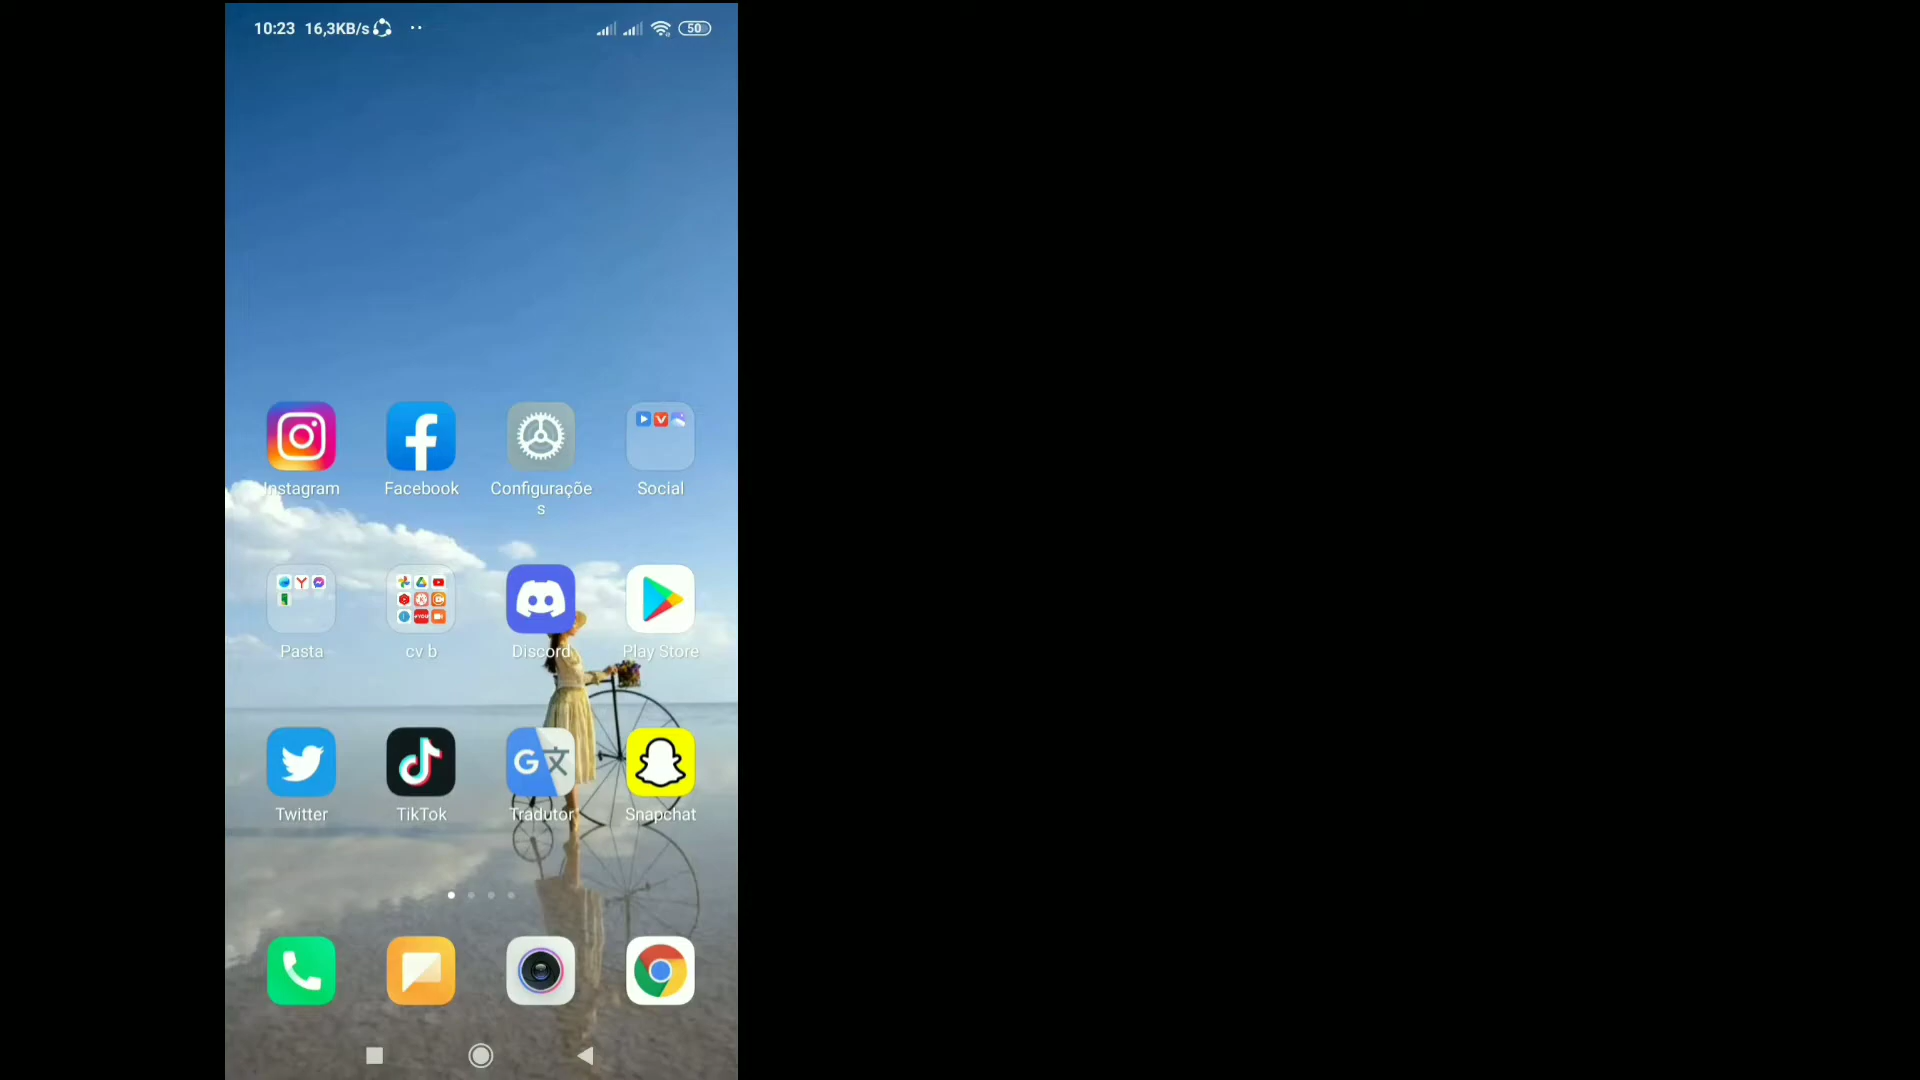 10:23 16,3KB/s 50
Instagram Facebook Configuraçõe
s Social
Pasta cv b Discord Play Store
Twitter TikTok Tradutor Snapchat